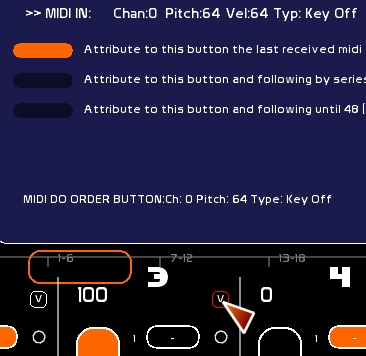 >> MIDI IN: Chan:0 Pitch:64 Vel:64 Typ: Key Off
Attribute to this button the last received midi
Attribute to this button and following by series
Attribute to this button and following until 48 [
MIDI DO ORDER BUTTON:Ch: 0 Pitch: 64 Type: Key Off
1-6 7-12 13-18
3 4
V 100 V 0
1 - 1 -